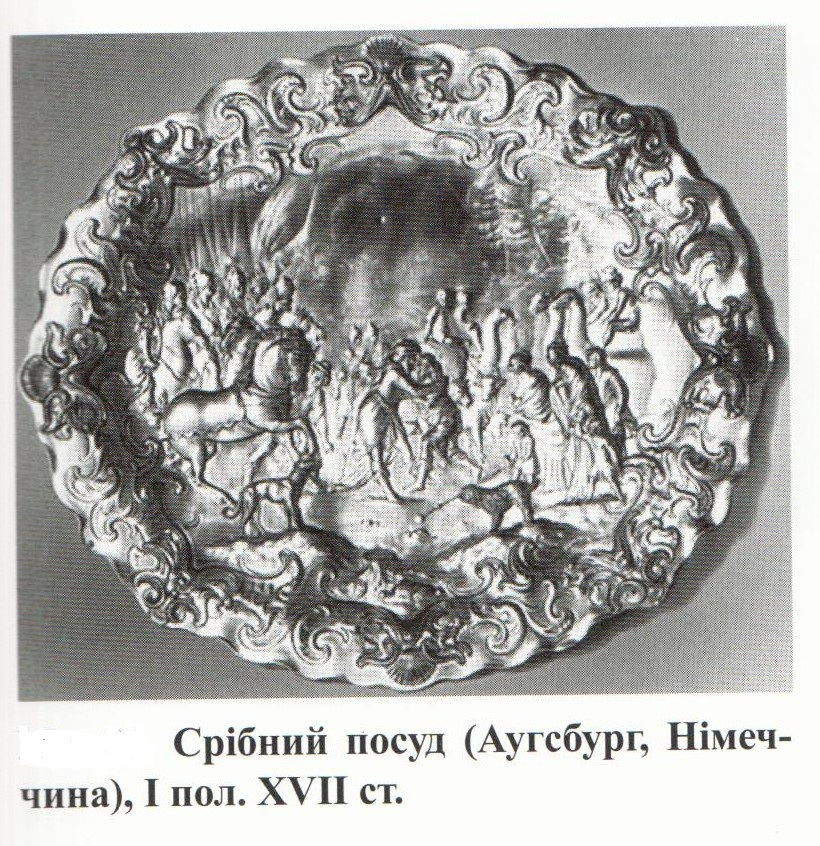 Срібний посуд (Аугсбург, Німеч-
чина), І пол. XVII ст.